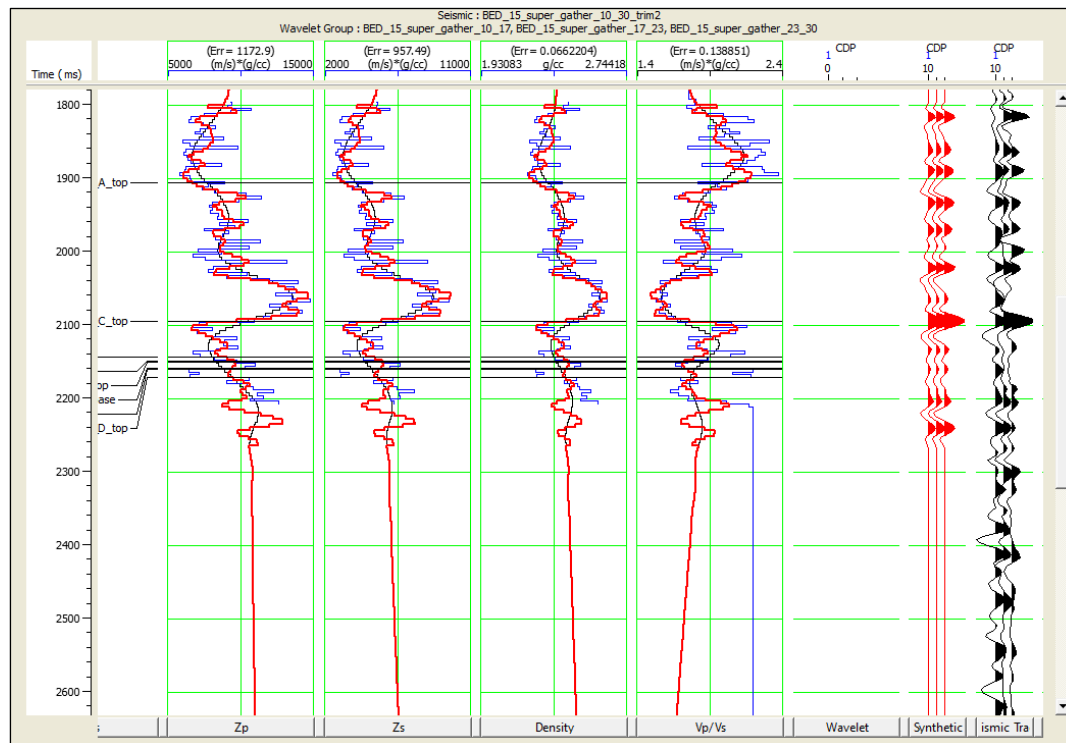 Seismic : BED_15_super_gather_10_30_trim2
Wavelet Group : BED_15_super_gather_10_17, BED_15_super_gather_17_23, BED_15_super_gather_23_30
Time (ms)
(Err = 1172.9)
5000 (m/s)*(g/cc) 15000
(Err = 957.49)
2000 (m/s)*(g/cc) 11000
(Err = 0.0662204)
1.93083 g/cc 2.74418
(Err = 0.138851)
1.4 (m/s)*(g/cc) 2.4
CDP
1
0
CDP
1
10
CDP
1
10
1800
1900
2000
2100
2200
2300
2400
2500
2600
A_top
C_top
op
ase
D_top
s
Zp
Zs
Density
Vp/Vs
Wavelet
Synthetic
ismic Tra